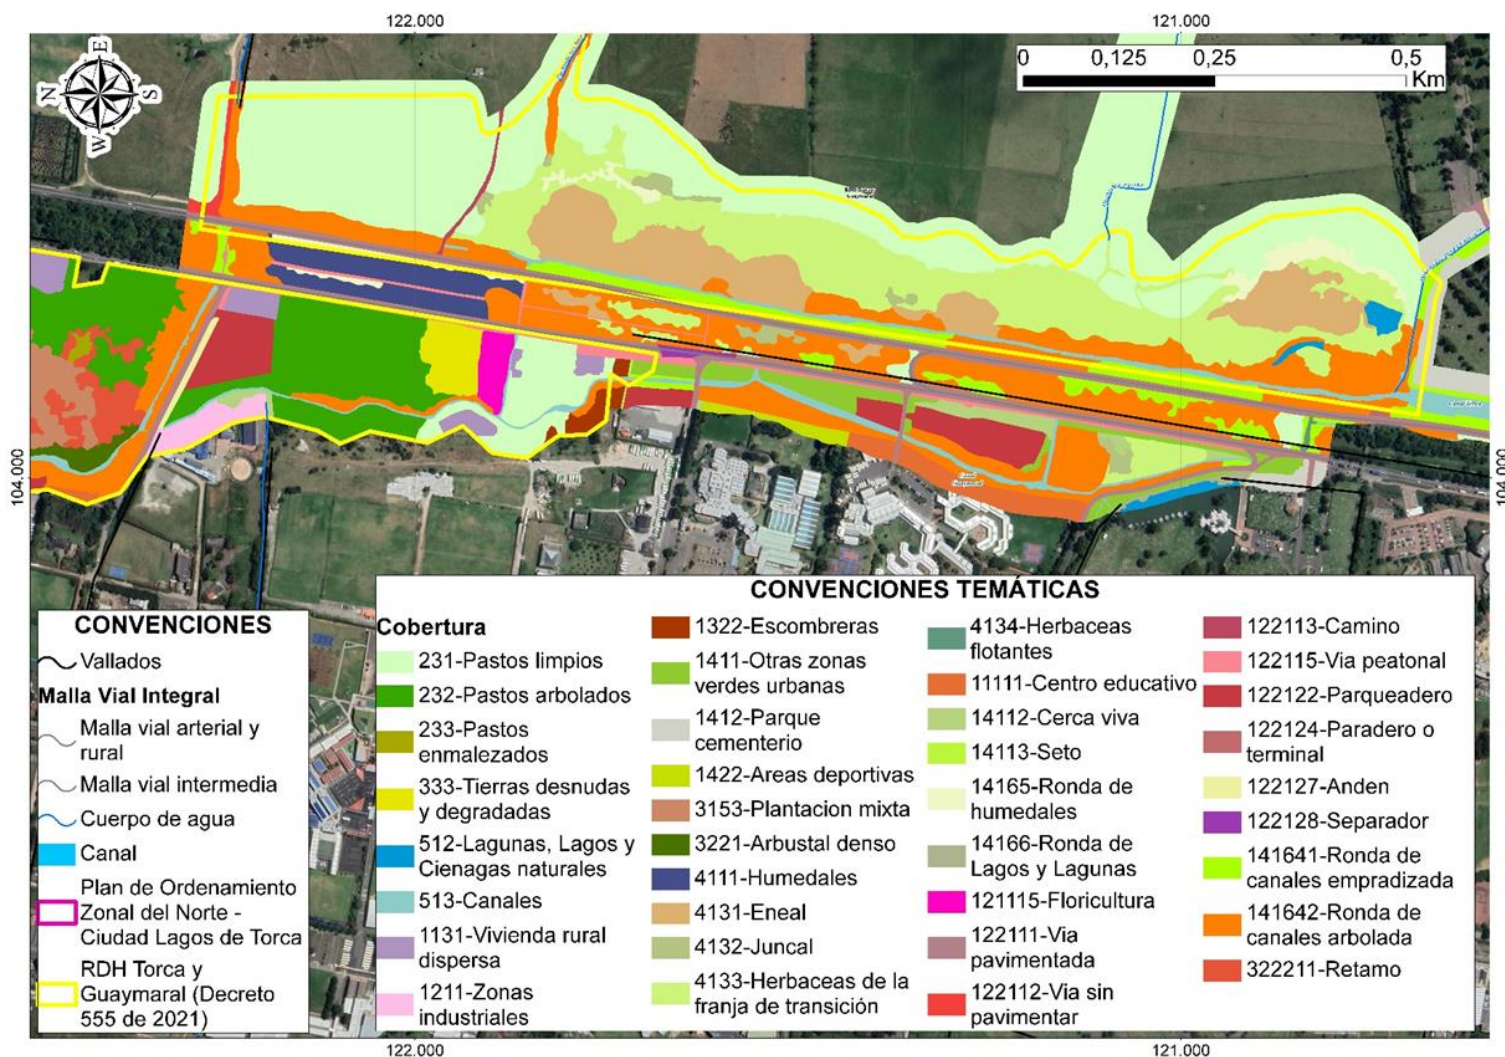 122.000
121.000
N
E
S
W
0
0,125
0,25
0,5
Km
104.000
104.000
CONVENCIONES
Vallados
Malla Vial Integral
Malla vial arterial y
rural
Malla vial intermedia
Cuerpo de agua
Canal
Plan de Ordenamiento
Zonal del Norte -
Ciudad Lagos de Torca
RDH Torca y
Guaymaral (Decreto
555 de 2021)
CONVENCIONES TEMÁTICAS
Cobertura
231-Pastos limpios
232-Pastos arbolados
233-Pastos
enmalezados
333-Tierras desnudas
y degradadas
512-Lagunas, Lagos y
Cienagas naturales
513-Canales
1131-Vivienda rural
dispersa
1211-Zonas
industriales
1322-Escombreras
1411-Otras zonas
verdes urbanas
1412-Parque
cementerio
1422-Areas deportivas
3153-Plantacion mixta
3221-Arbustal denso
4111-Humedales
4131-Eneal
4132-Juncal
4133-Herbaceas de la
franja de transición
4134-Herbaceas
flotantes
11111-Centro educativo
14112-Cerca viva
14113-Seto
14165-Ronda de
humedales
14166-Ronda de
Lagos y Lagunas
121115-Floricultura
122111-Via
pavimentada
122112-Via sin
pavimentar
122113-Camino
122115-Via peatonal
122122-Parqueadero
122124-Paradero o
terminal
122127-Anden
122128-Separador
141641-Ronda de
canales empradizada
141642-Ronda de
canales arbolada
322211-Retamo
122.000
121.000